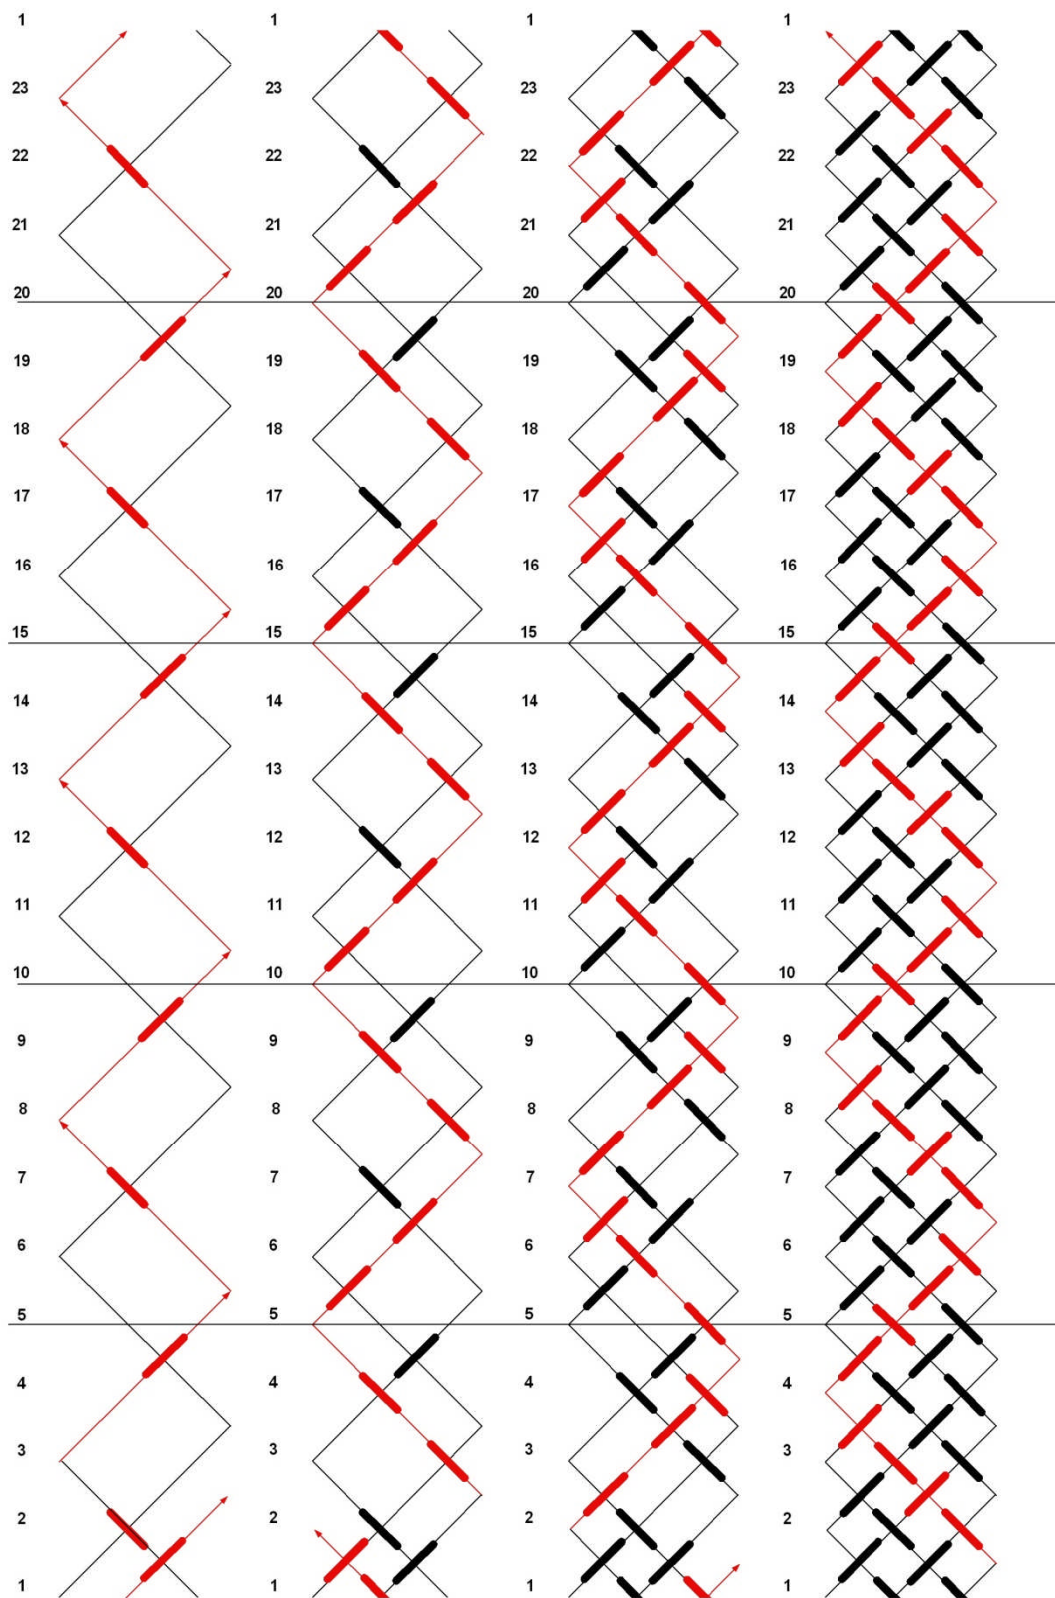 1 1 1 1
23 23 23 23
22 22 22 22
21 21 21 21
20 20 20 20
19 19 19 19
18 18 18 18
17 17 17 17
16 16 16 16
15 15 15 15
14 14 14 14
13 13 13 13
12 12 12 12
11 11 11 11
10 10 10 10
9 9 9 9
8 8 8 8
7 7 7 7
6 6 6 6
5 5 5 5
4 4 4 4
3 3 3 3
2 2 2 2
1 1 1 1